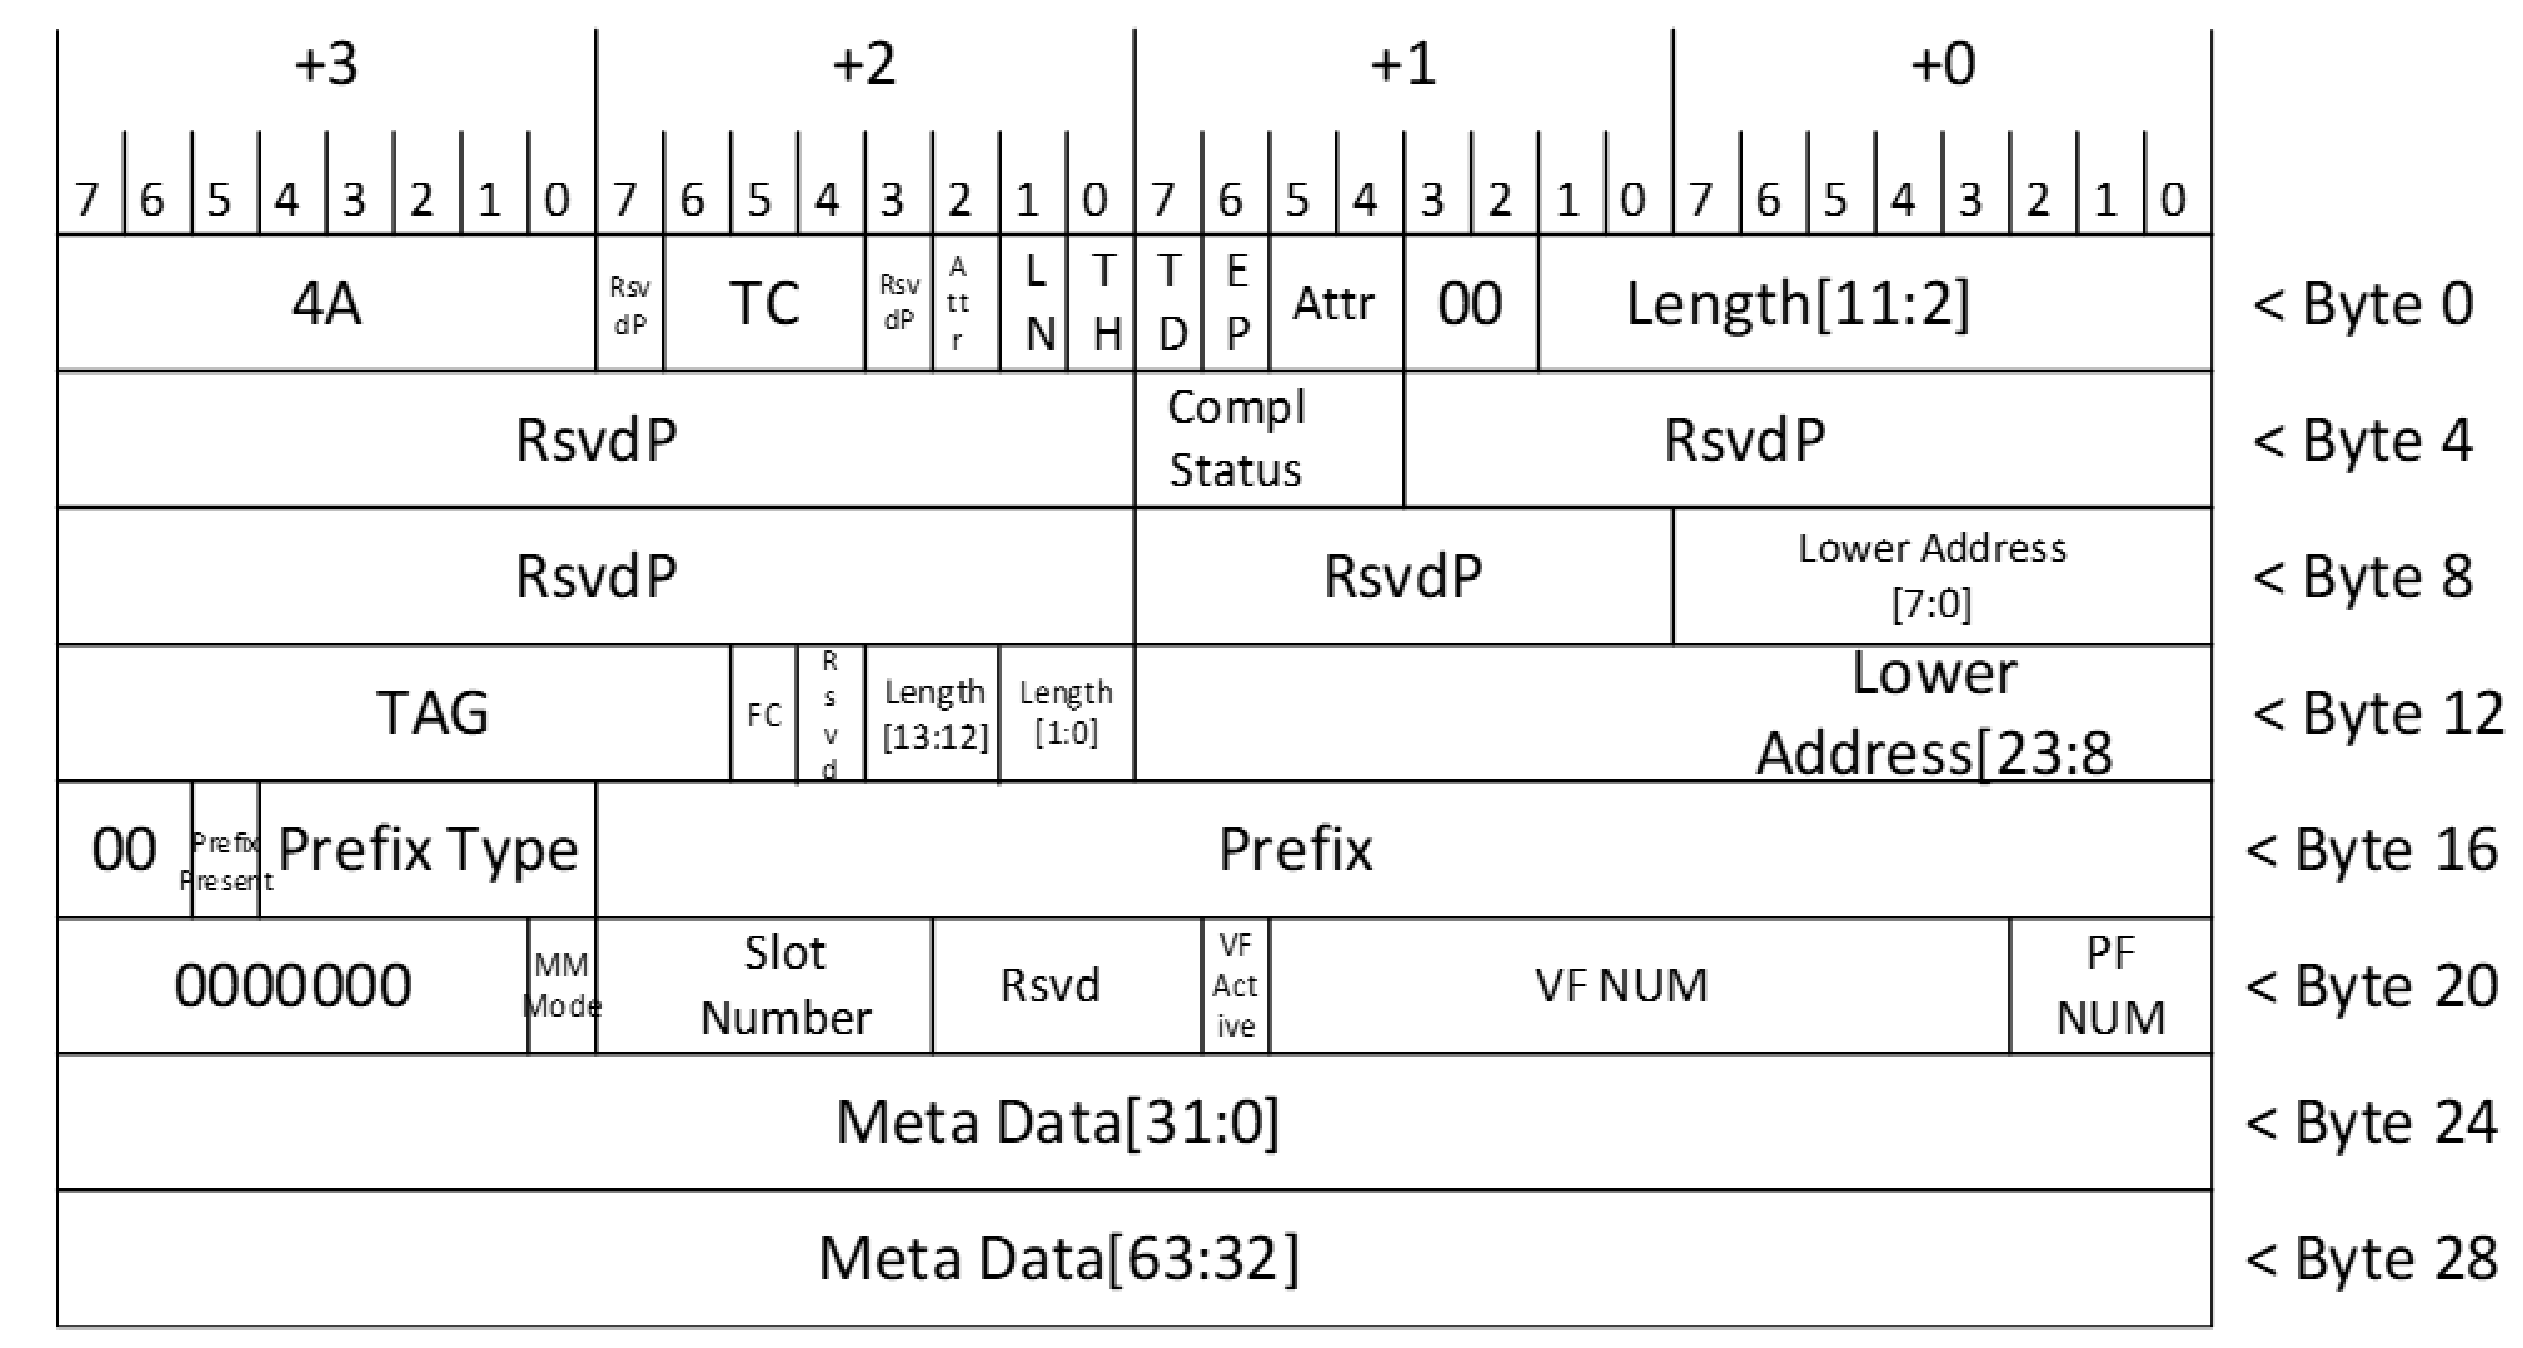 +3 +2 +1 +0
7 6 5 4 3 2 1 0 7 6 5 4 3 2 1 0 7 6 5 4 3 2 1 0 7 6 5 4 3 2 1 0
4A
Rsv
dP
TC
Rsv
dP
A
tt
r
L
N
T
H
T
D
E
P
Attr
00
Length[11:2]
< Byte 0
RsvdP
Compl
Status
RsvdP
< Byte 4
RsvdP
RsvdP
Lower Address
[7:0]
< Byte 8
TAG
FC
R
s
v
d
Length
[13:12]
Length
[1:0]
Lower
Address[23:8
< Byte 12
00
Prefix
Present
Prefix Type
Prefix
< Byte 16
0000000
MM
Mode
Slot
Number
Rsvd
VF
Act
ive
VF NUM
PF
NUM
< Byte 20
Meta Data[31:0]
< Byte 24
Meta Data[63:32]
< Byte 28